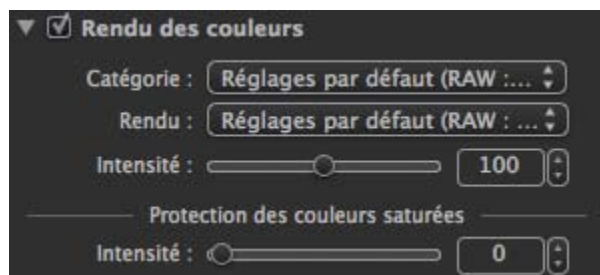 Rendu des couleurs
Catégorie : Réglages par défaut (RAW :...
Rendu : Réglages par défaut (RAW : ...
Intensité : 100
Protection des couleurs saturées
Intensité : 0